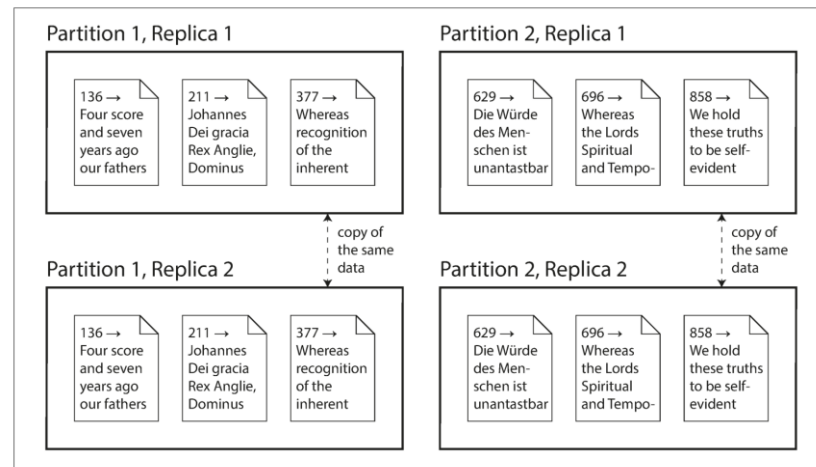 Partition 1, Replica 1
136 →
Four score
and seven
years ago
our fathers
211 →
Johannes
Dei gracia
Rex Anglie,
Dominus
377 →
Whereas
recognition
of the
inherent
Partition 2, Replica 1
629 →
Die Würde
des Men-
schen ist
unantastbar
696 →
Whereas
the Lords
Spiritual
and Tempo-
858 →
We hold
these truths
to be self-
evident
copy of
the same
data
copy of
the same
data
Partition 1, Replica 2
136 →
Four score
and seven
years ago
our fathers
211 →
Johannes
Dei gracia
Rex Anglie,
Dominus
377 →
Whereas
recognition
of the
inherent
Partition 2, Replica 2
629 →
Die Würde
des Men-
schen ist
unantastbar
696 →
Whereas
the Lords
Spiritual
and Tempo-
858 →
We hold
these truths
to be self-
evident